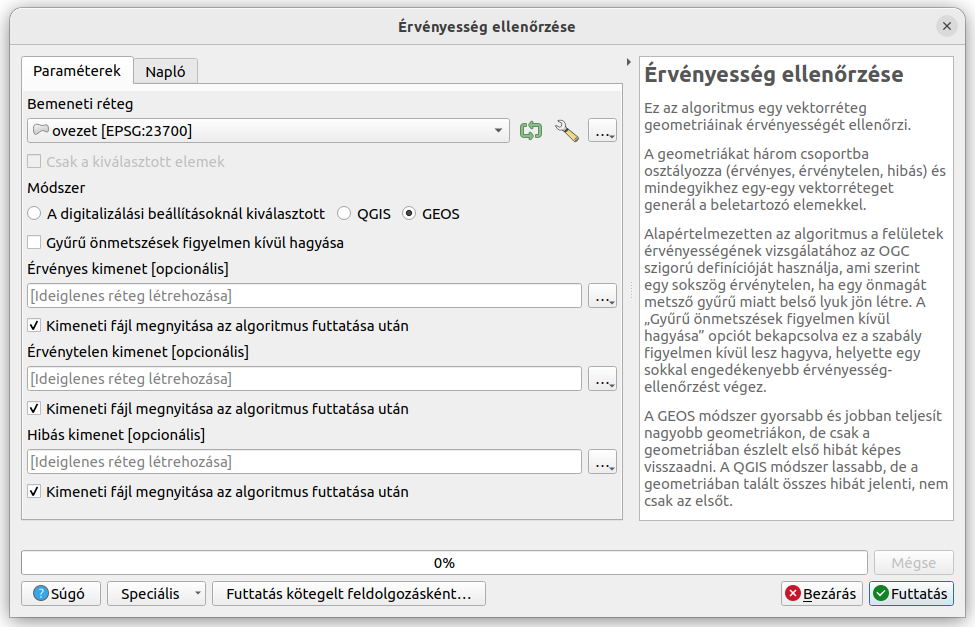 Érvényesség ellenőrzése
Paraméterek
Napló
Bemeneti réteg
ovezet [EPSG:23700]
...
Csak a kiválasztott elemek
Módszer
A digitalizálási beállításoknál kiválasztott
QGIS
GEOS
Gyűrű önmetszések figyelmen kívül hagyása
Érvényes kimenet [opcionális]
[Ideiglenes réteg létrehozása]
...
Kimeneti fájl megnyitása az algoritmus futtatása után
Érvénytelen kimenet [opcionális]
[Ideiglenes réteg létrehozása]
...
Kimeneti fájl megnyitása az algoritmus futtatása után
Hibás kimenet [opcionális]
[Ideiglenes réteg létrehozása]
...
Kimeneti fájl megnyitása az algoritmus futtatása után
Érvényesség ellenőrzése
Ez az algoritmus egy vektorréteg
geometriáinak érvényességét ellenőrzi.
A geometriákat három csoportba
osztályozza (érvényes, érvénytelen, hibás) és
mindegyikhez egy-egy vektorréteget
generál a beletartozó elemekkel.
Alapértelmezetten az algoritmus a felületek
érvényességének vizsgálatához az OGC
szigorú definícióját használja, ami szerint
egy sokszög érvénytelen, ha egy önmagát
metsző gyűrű miatt belső lyuk jön létre. A
„Gyűrű önmetszések figyelmen kívül
hagyása” opciót bekapcsolva ez a szabály
figyelmen kívül lesz hagyva, helyette egy
sokkal engedékenyebb érvényesség-
ellenőrzést végez.
A GEOS módszer gyorsabb és jobban teljesít
nagyobb geometriákon, de csak a
geometriában észlelt első hibát képes
visszaadni. A QGIS módszer lassabb, de a
geometriában talált összes hibát jelenti, nem
csak az elsőt.
0%
Mégse
Súgó
Speciális
Futtatás kötegelt feldolgozásként...
Bezárás
Futtatás